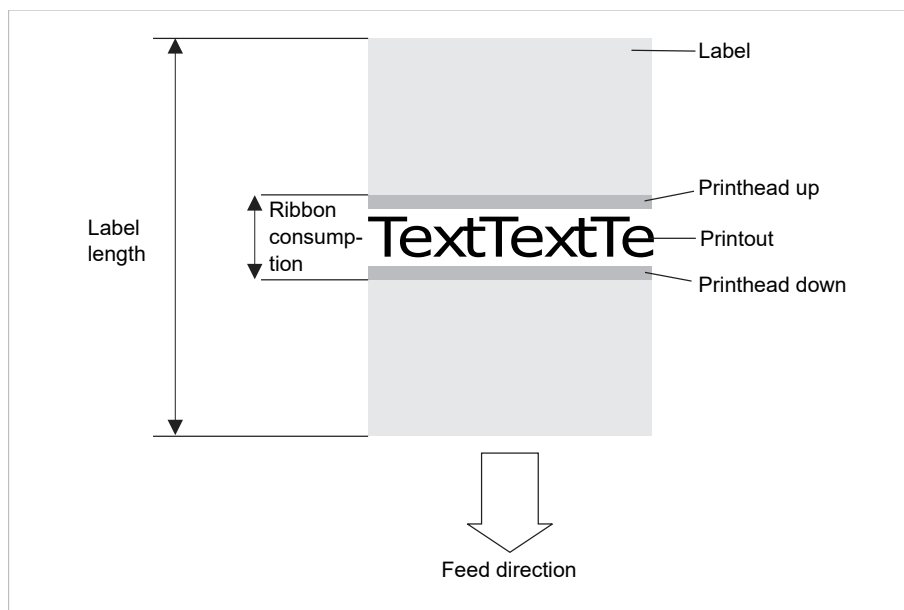 Label
Printhead up
Ribbon
consump-
tion
TextTextTe
Printout
Label
length
Printhead down
Feed direction